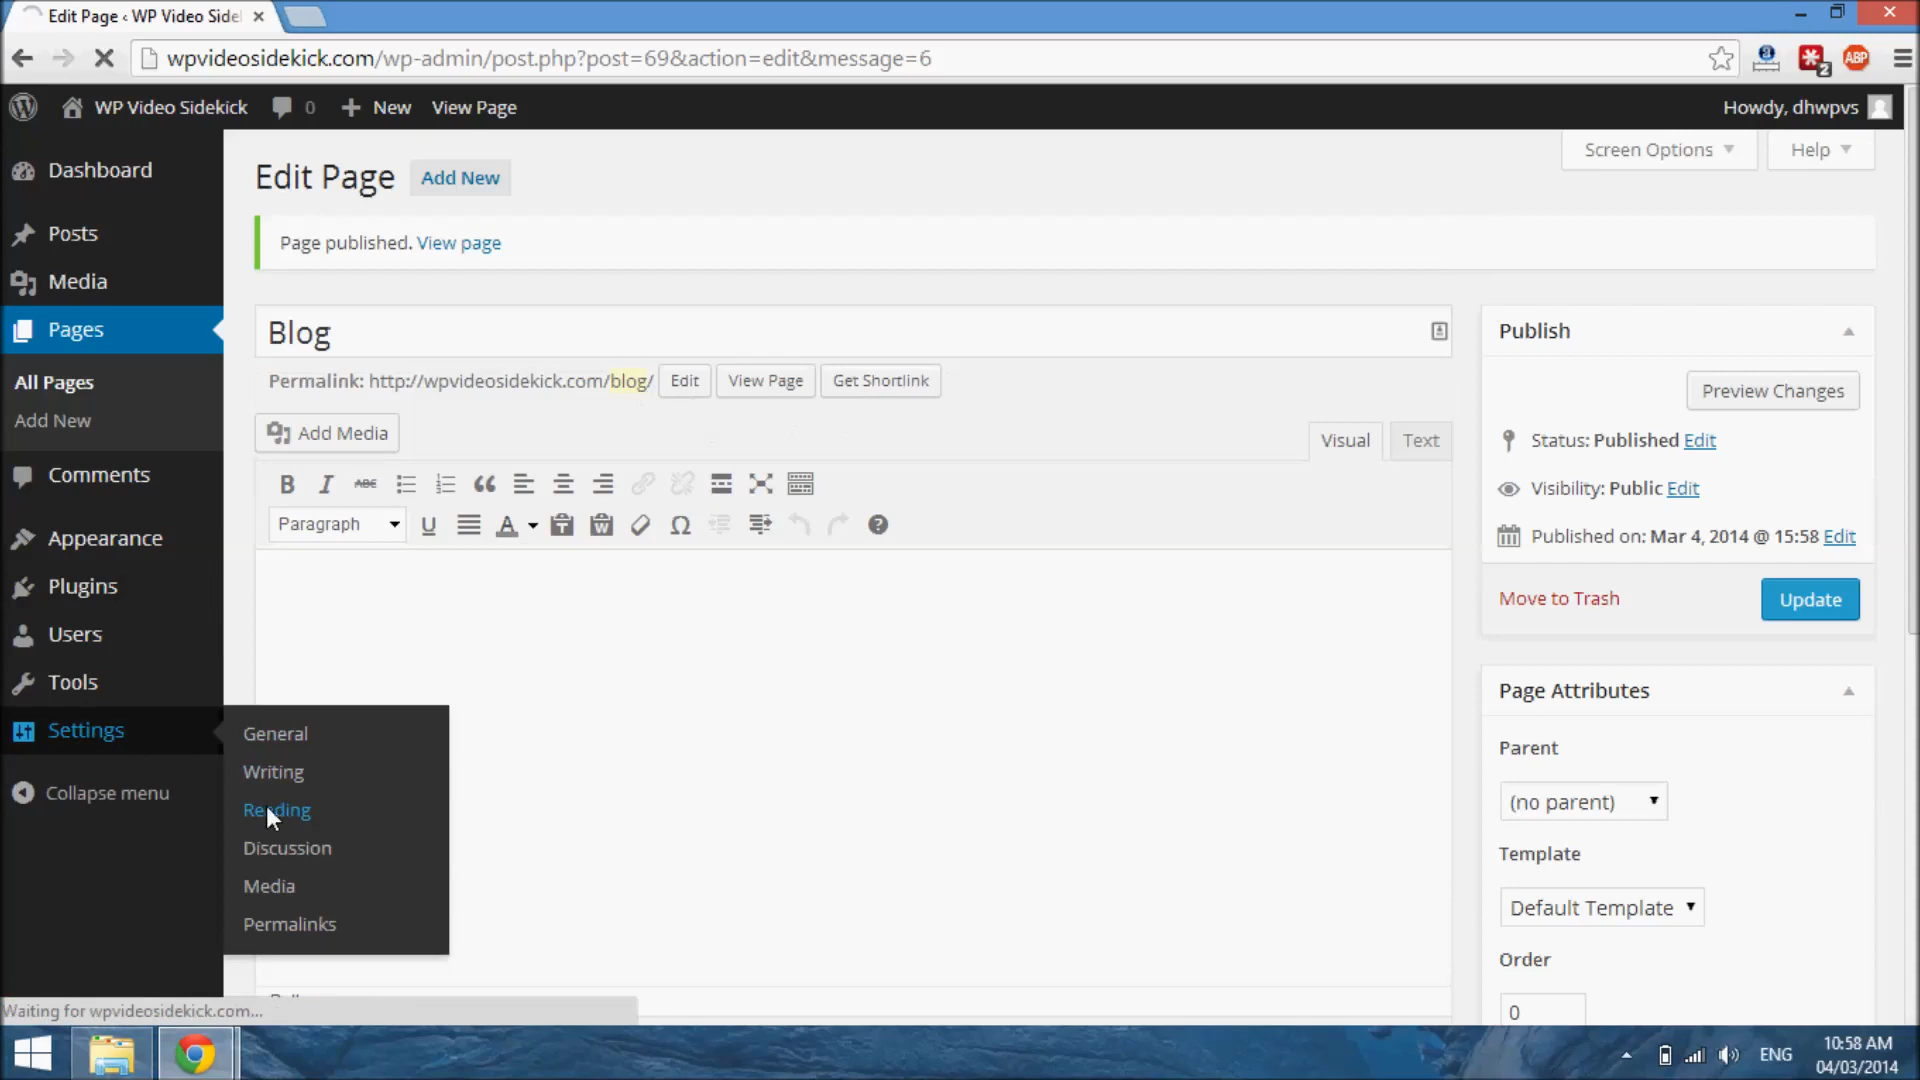 Edit Page ‹ WP Video Side
wpvideosidekick.com/wp-admin/post.php?post=69&action=edit&message=6
2
ABP
WP Video Sidekick 0 New View Page Howdy, dhwpvs
Dashboard
Posts
Media
Pages
All Pages
Add New
Comments
Appearance
Plugins
Users
Tools
Settings
Collapse menu
General
Writing
Reading
Discussion
Media
Permalinks
Screen Options Help
Edit Page Add New
Page published. View page
Blog
Permalink: http://wpvideosidekick.com/blog/ Edit View Page Get Shortlink
Add Media
Visual Text
B I ABC
Paragraph U A T W Ω ?
Publish
Preview Changes
Status: Published Edit
Visibility: Public Edit
Published on: Mar 4, 2014 @ 15:58 Edit
Move to Trash Update
Page Attributes
Parent
(no parent)
Template
Default Template
Order
0
Waiting for wpvideosidekick.com...
ENG
10:58 AM
04/03/2014